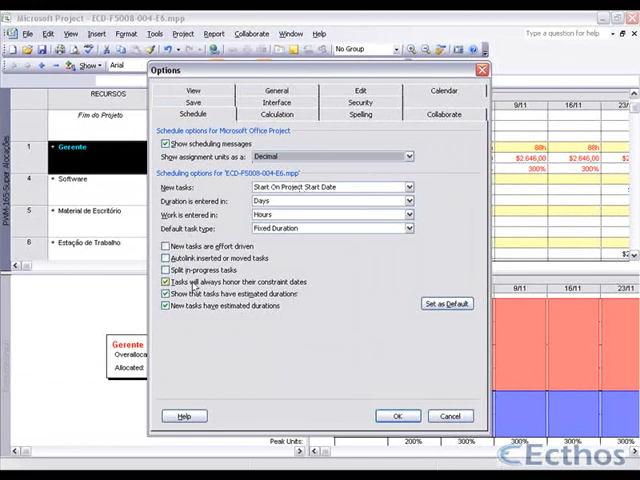 Microsoft Project - ECD-F5008-004-E6.mpp
File Edit View Insert Format Tools Project Report Collaborate Window Help
Type a question for help
No Group
Show
Arial
Options
View General Edit Calendar
Save Interface Security
Schedule Calculation Spelling Collaborate
Schedule options for Microsoft Office Project
Show scheduling messages
Show assignment units as a: Decimal
Scheduling options for 'ECD-F5008-004-E6.mpp'
New tasks: Start On Project Start Date
Duration is entered in: Days
Work is entered in: Hours
Default task type: Fixed Duration
New tasks are effort driven
Autolink inserted or moved tasks
Split in-progress tasks
Tasks will always honor their constraint dates
Show that tasks have estimated durations
New tasks have estimated durations
Set as Default
Help OK Cancel
RECURSOS
Fim do Projeto
1 Gerente
4 Software
5 Material de Escritório
6 Estação de Trabalho
9/11 16/11 23/
88h 88h
R$2.646,00 R$2.646,00 R$
300% 300%
Gerente
Overalloca
Allocated:
9/11 16/11 23/11
Peak Units: 200% 300% 300% 300% 300%
Ecthos